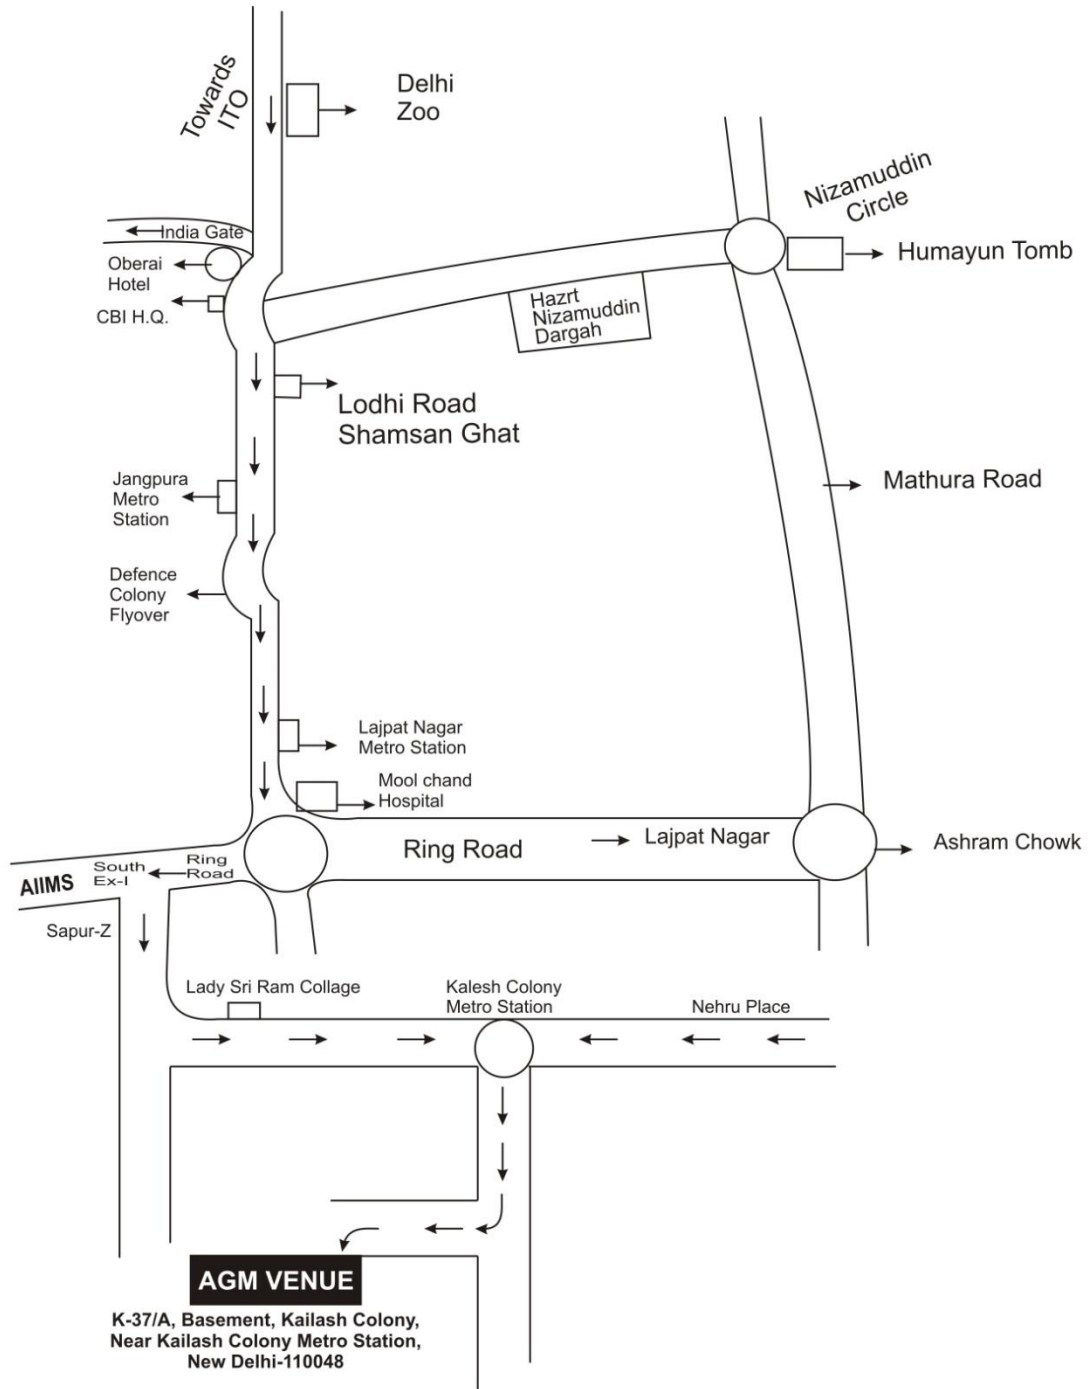 Towards
ITO
Delhi
Zoo
Nizamuddin
Circle
India Gate
Oberai
Hotel
CBI H.Q.
Humayun Tomb
Hazrt
Nizamuddin
Dargah
Lodhi Road
Shamsan Ghat
Jangpura
Metro
Station
Mathura Road
Defence
Colony
Flyover
Lajpat Nagar
Metro Station
Mool chand
Hospital
Ring Road
Lajpat Nagar
Ashram Chowk
AIIMS
South
Ex-I
Ring
Road
Sapur-Z
Lady Sri Ram Collage
Kalesh Colony
Metro Station
Nehru Place
AGM VENUE
K-37/A, Basement, Kailash Colony,
Near Kailash Colony Metro Station,
New Delhi-110048